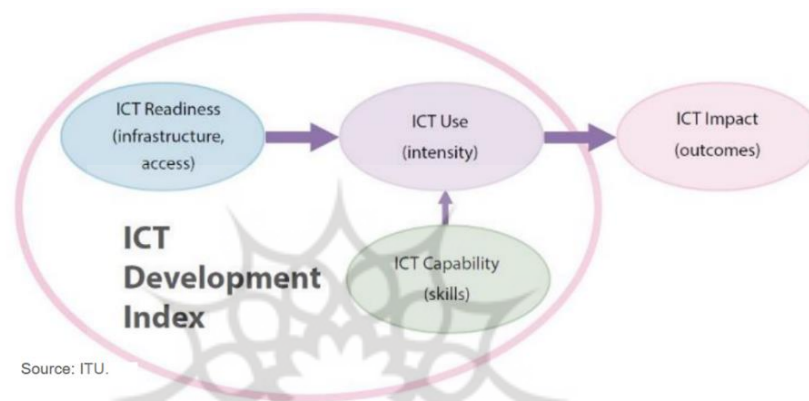 ICT Readiness
(infrastructure,
access)
ICT Use
(intensity)
ICT Impact
(outcomes)
ICT Capability
(skills)
ICT
Development
Index
Source: ITU.